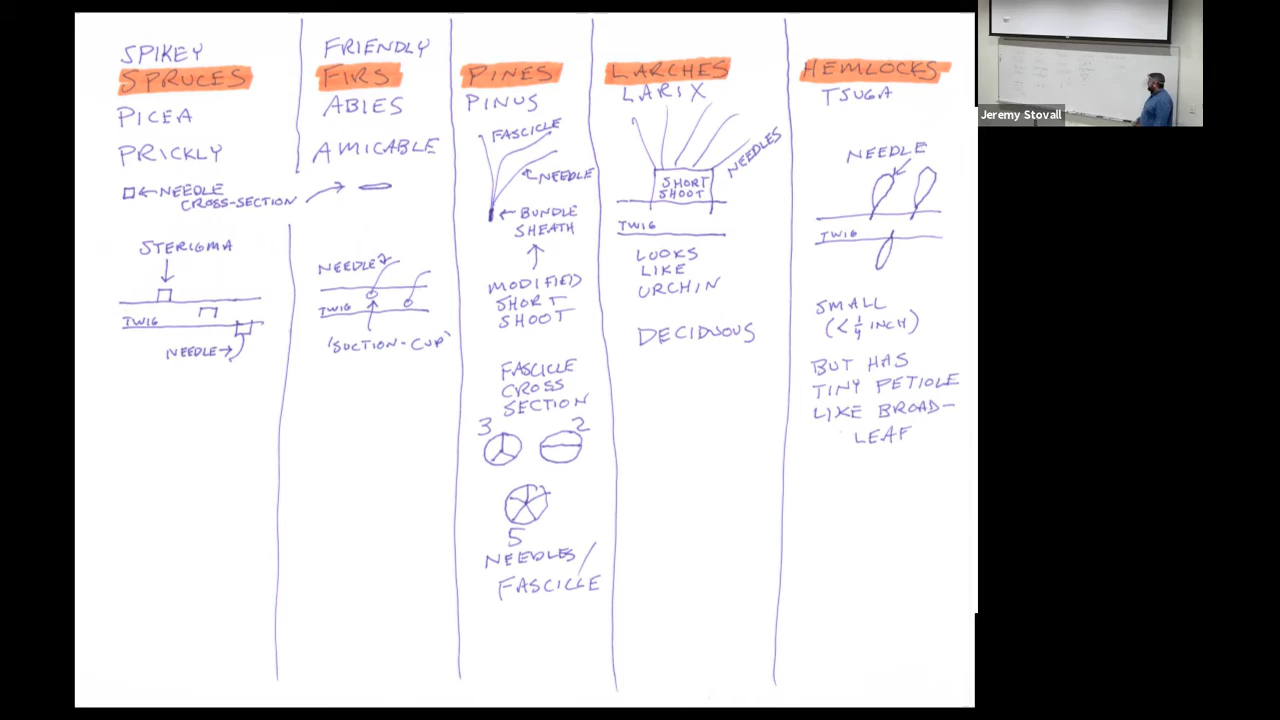 SPIKEY
SPRUCES
PICEA
PRICKLY
NEEDLE
CROSS-SECTION
STERIGMA
TWIG
NEEDLE
FRIENDLY
FIRS
ABIES
AMICABLE
NEEDLE
TWIG
'SUCTION-CUP'
PINES
PINUS
FASCICLE
NEEDLE
BUNDLE
SHEATH
MODIFIED
SHORT
SHOOT
FASCICLE
CROSS
SECTION
3 2
5
NEEDLES/
FASCICLE
LARCHES
LARIX
NEEDLES
SHORT
SHOOT
TWIG
LOOKS
LIKE
URCHIN
DECIDUOUS
HEMLOCKS
TSUGA
NEEDLE
TWIG
SMALL
(< 1/4 INCH)
BUT HAS
TINY PETIOLE
LIKE BROAD-
LEAF
Jeremy Stovall